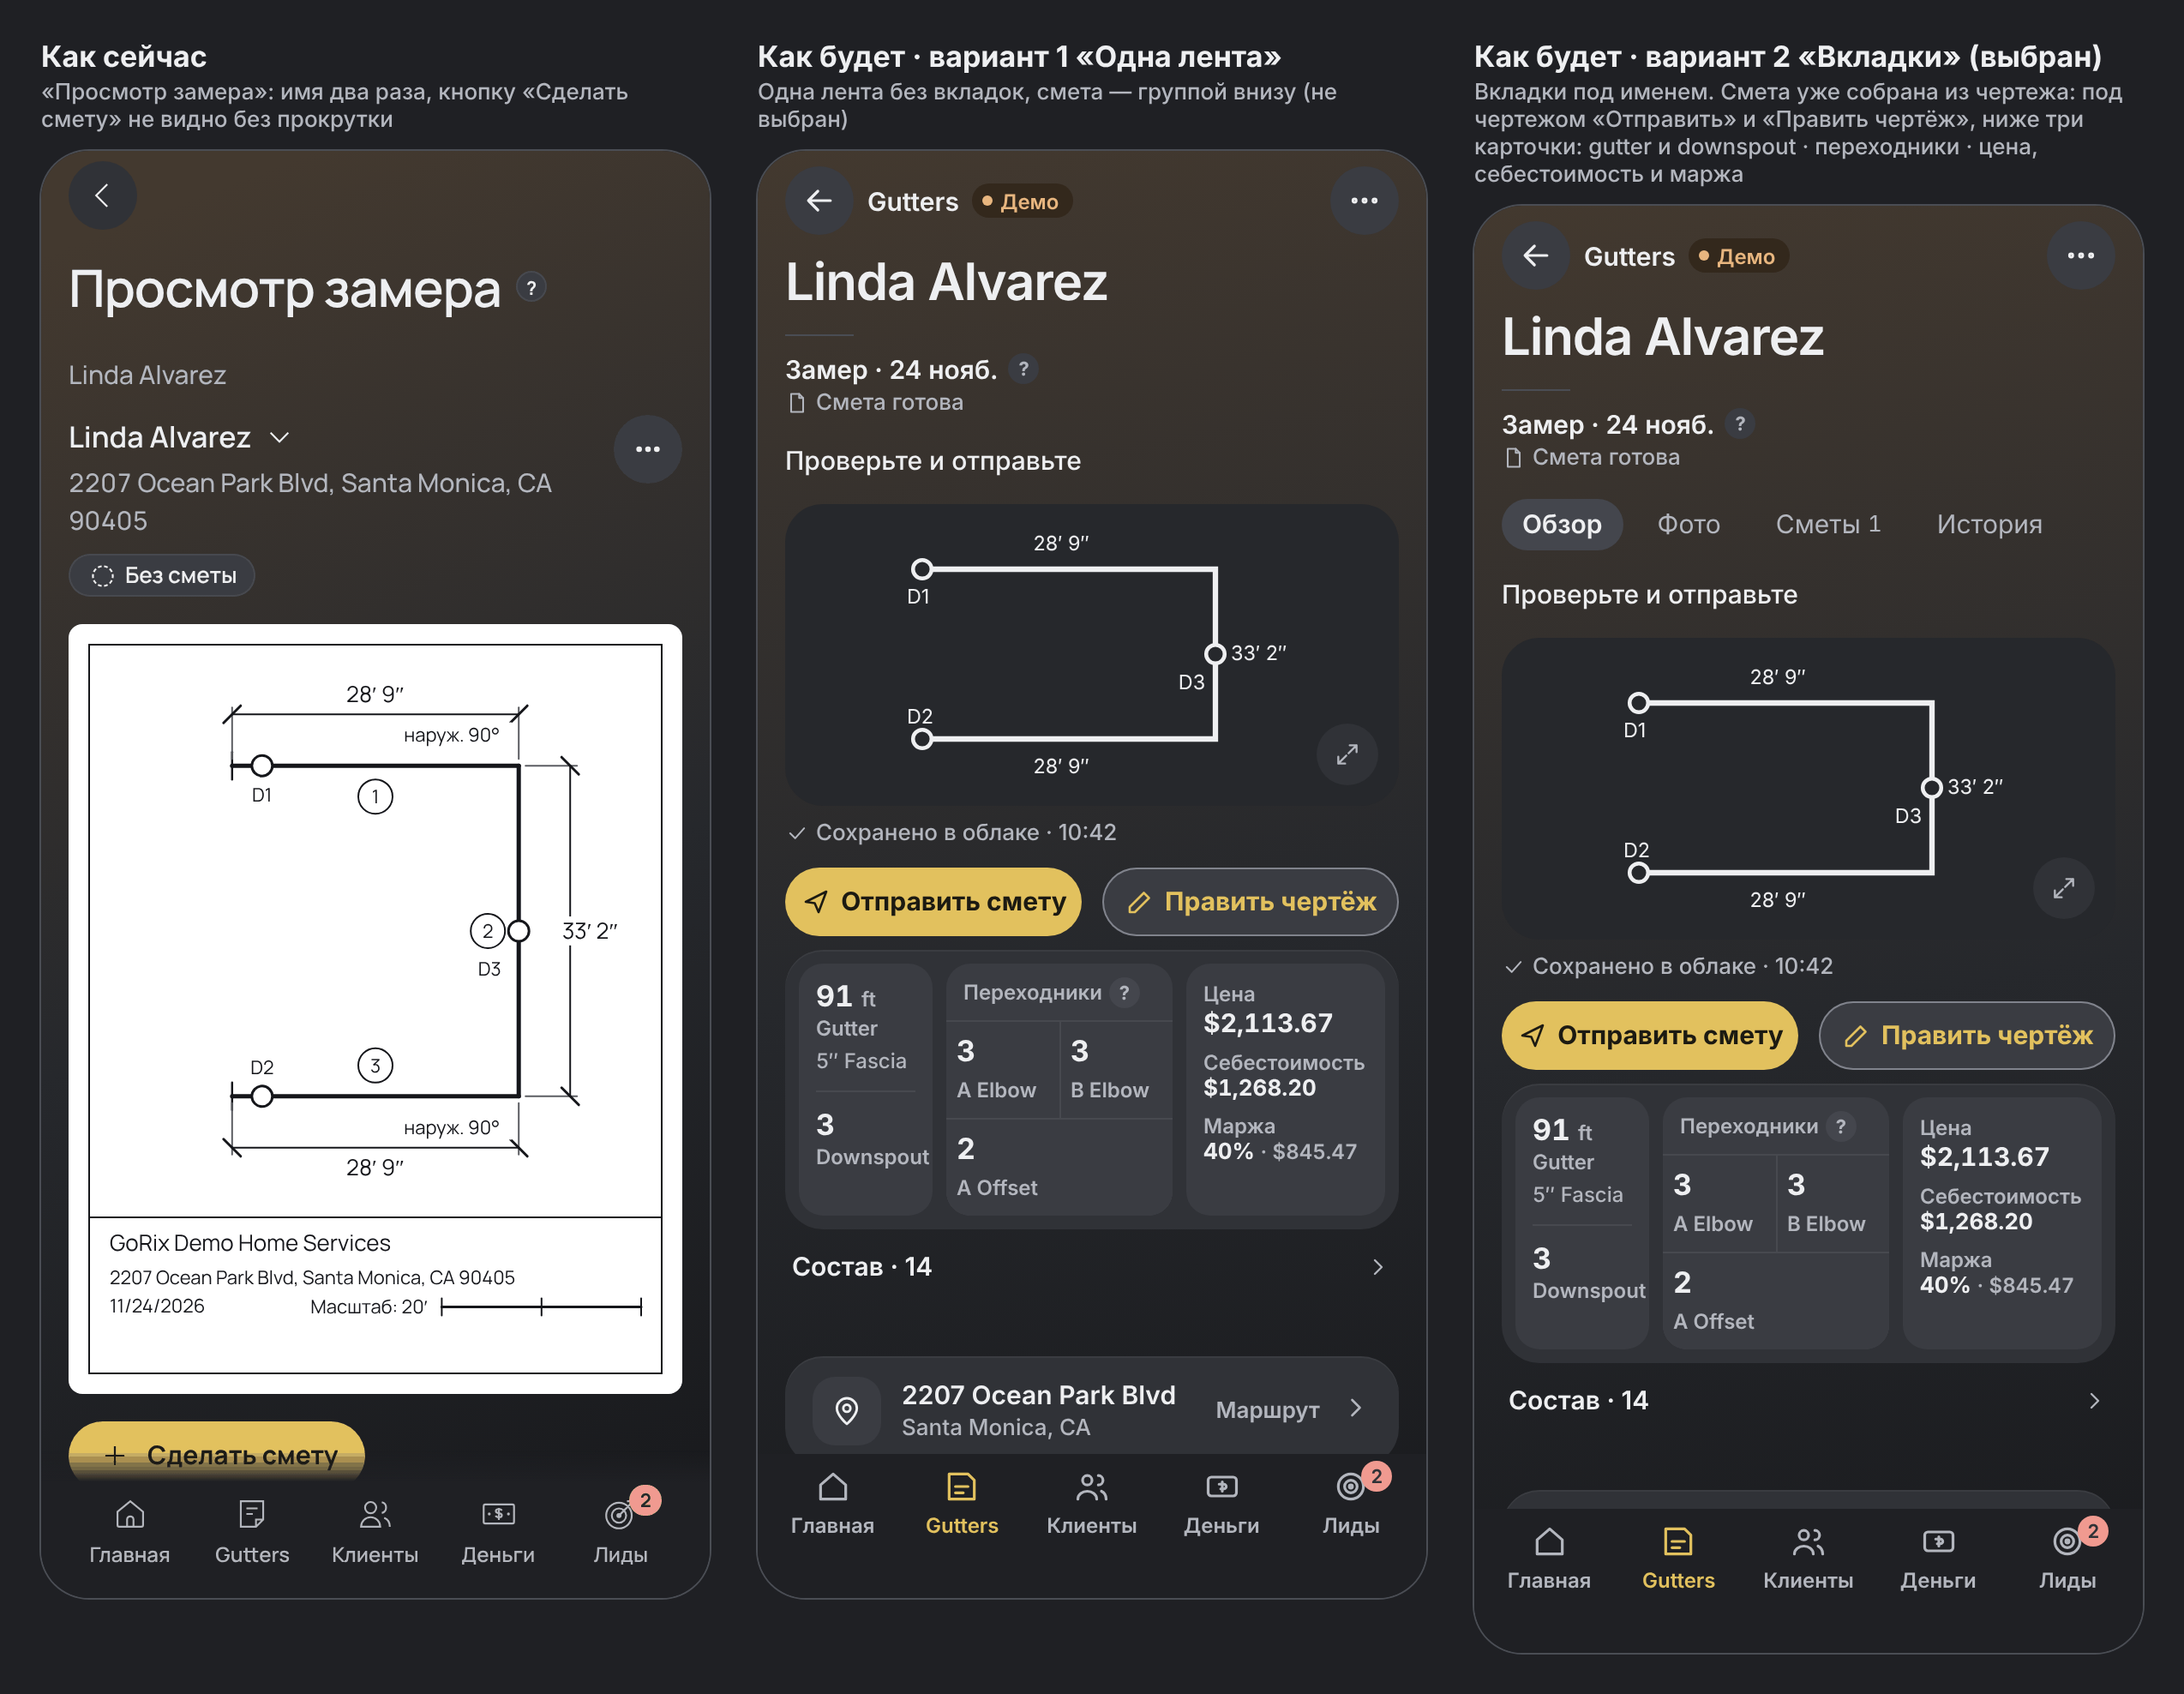 Как сейчас
«Просмотр замера»: имя два раза, кнопку «Сделать
смету» не видно без прокрутки
Просмотр замера ?
Linda Alvarez
Linda Alvarez
2207 Ocean Park Blvd, Santa Monica, CA
90405
Без сметы
28′ 9″
наруж. 90°
D1
1
2
33′ 2″
D3
D2
3
наруж. 90°
28′ 9″
GoRix Demo Home Services
2207 Ocean Park Blvd, Santa Monica, CA 90405
11/24/2026
Масштаб: 20′
Сделать смету
2
Главная
Gutters
Клиенты
Деньги
Лиды
Как будет · вариант 1 «Одна лента»
Одна лента без вкладок, смета — группой внизу (не
выбран)
Gutters
Демо
Linda Alvarez
Замер · 24 нояб. ?
Смета готова
Проверьте и отправьте
28′ 9″
D1
33′ 2″
D3
D2
28′ 9″
Сохранено в облаке · 10:42
Отправить смету
Править чертёж
91 ft
Gutter
5″ Fascia
3
Downspout
Переходники ?
3
A Elbow
3
B Elbow
2
A Offset
Цена
$2,113.67
Себестоимость
$1,268.20
Маржа
40% · $845.47
Состав · 14
2207 Ocean Park Blvd
Santa Monica, CA
Маршрут
2
Главная
Gutters
Клиенты
Деньги
Лиды
Как будет · вариант 2 «Вкладки» (выбран)
Вкладки под именем. Смета уже собрана из чертежа: под
чертежом «Отправить» и «Править чертёж», ниже три
карточки: gutter и downspout · переходники · цена,
себестоимость и маржа
Gutters
Демо
Linda Alvarez
Замер · 24 нояб. ?
Смета готова
Обзор
Фото
Сметы 1
История
Проверьте и отправьте
28′ 9″
D1
33′ 2″
D3
D2
28′ 9″
Сохранено в облаке · 10:42
Отправить смету
Править чертёж
91 ft
Gutter
5″ Fascia
3
Downspout
Переходники ?
3
A Elbow
3
B Elbow
2
A Offset
Цена
$2,113.67
Себестоимость
$1,268.20
Маржа
40% · $845.47
Состав · 14
2
Главная
Gutters
Клиенты
Деньги
Лиды